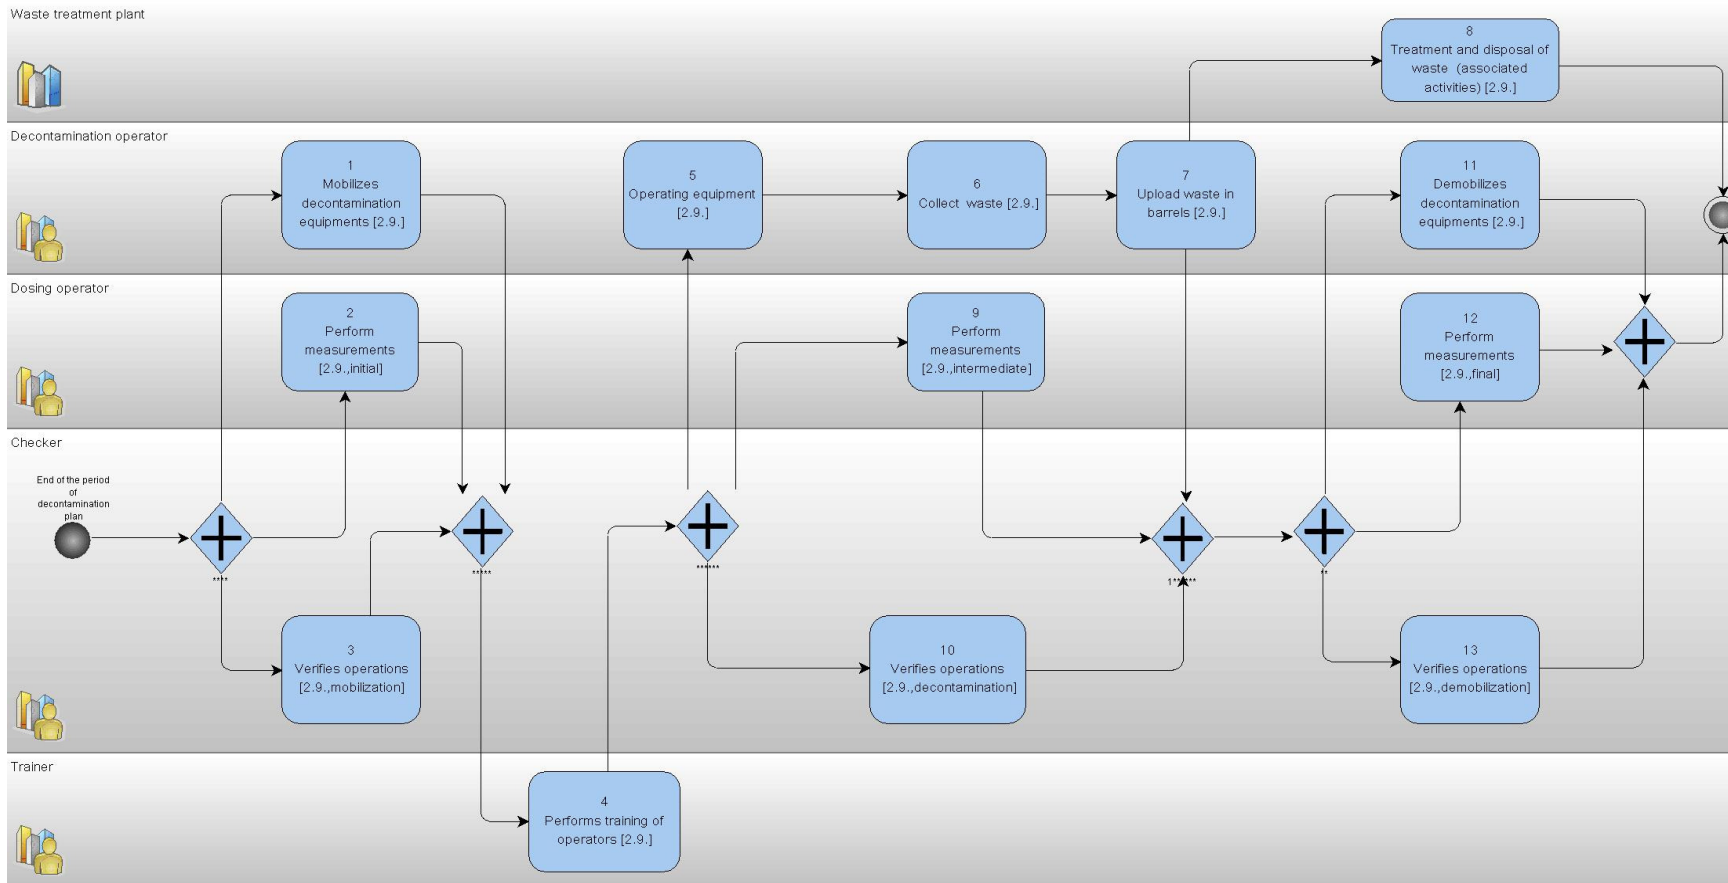 Waste treatment plant
8
Treatment and disposal of
waste (associated
activities) [2.9.]
Decontamination operator
1
Mobilizes
decontamination
equipments [2.9.]
5
Operating equipment
[2.9.]
6
Collect waste [2.9.]
7
Upload waste in
barrels [2.9.]
11
Demobilizes
decontamination
equipments [2.9.]
Dosing operator
2
Perform
measurements
[2.9.,initial]
9
Perform
measurements
[2.9.,intermediate]
12
Perform
measurements
[2.9.,final]
Checker
End of the period
of
decontamination
plan
****
*****
******
**
3
Verifies operations
[2.9.,mobilization]
10
Verifies operations
[2.9.,decontamination]
13
Verifies operations
[2.9.,demobilization]
Trainer
4
Performs training of
operators [2.9.]